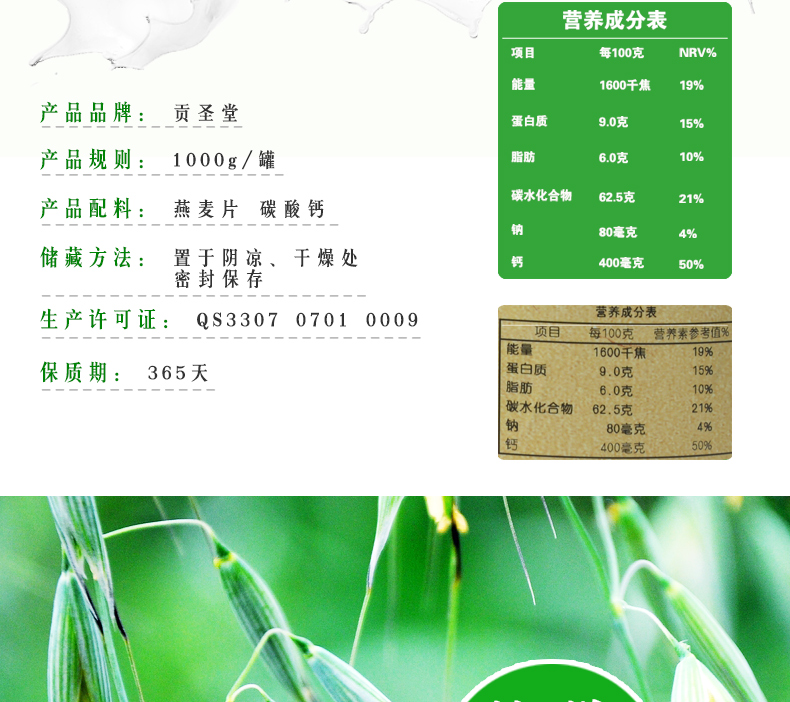 产品品牌： 贡圣堂
产品规则： 1000g/罐
产品配料： 燕麦片 碳酸钙
储藏方法： 置于阴凉、干燥处
密封保存
生产许可证： QS3307 0701 0009
保质期： 365天
营养成分表
项目 每100克 NRV%
能量 1600千焦 19%
蛋白质 9.0克 15%
脂肪 6.0克 10%
碳水化合物 62.5克 21%
钠 80毫克 4%
钙 400毫克 50%
营养成分表
项目 每100克 营养素参考值%
能量 1600千焦 19%
蛋白质 9.0克 15%
脂肪 6.0克 10%
碳水化合物 62.5克 21%
钠 80毫克 4%
钙 400毫克 50%